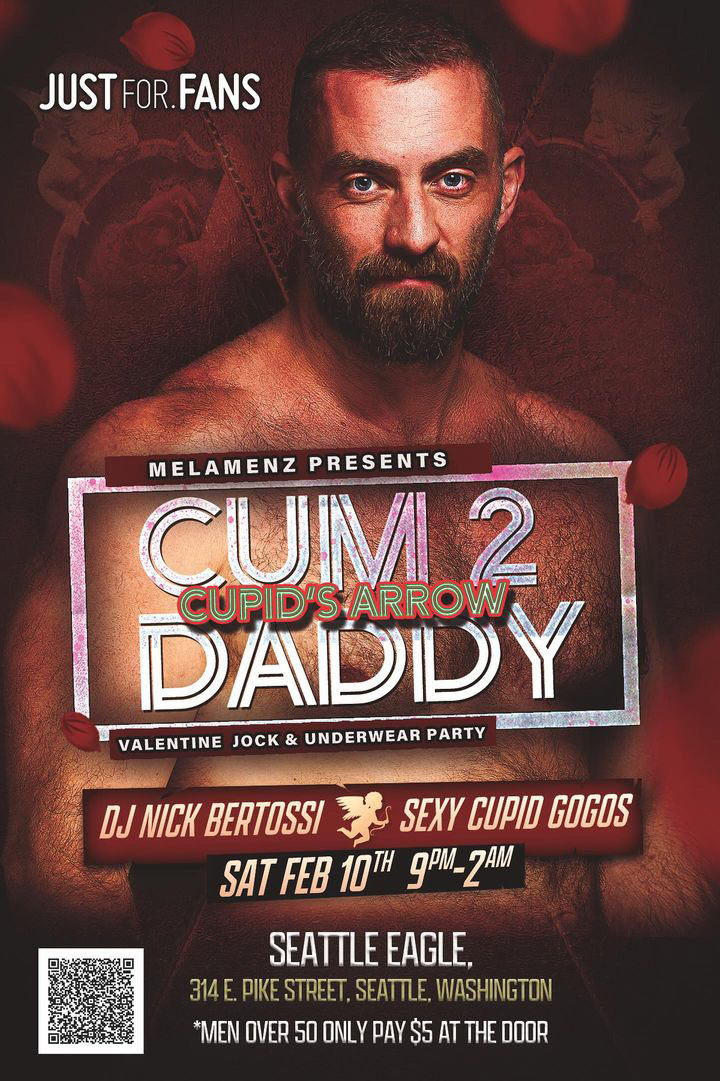 JUSTFOR.FANS
MELAMENZ PRESENTS
CUM 2
CUPID'S ARROW
DADDY
VALENTINE JOCK & UNDERWEAR PARTY
DJ NICK BERTOSSI SEXY CUPID GOGOS
SAT FEB 10TH 9PM-2AM
SEATTLE EAGLE,
314 E. PIKE STREET, SEATTLE, WASHINGTON
*MEN OVER 50 ONLY PAY $5 AT THE DOOR